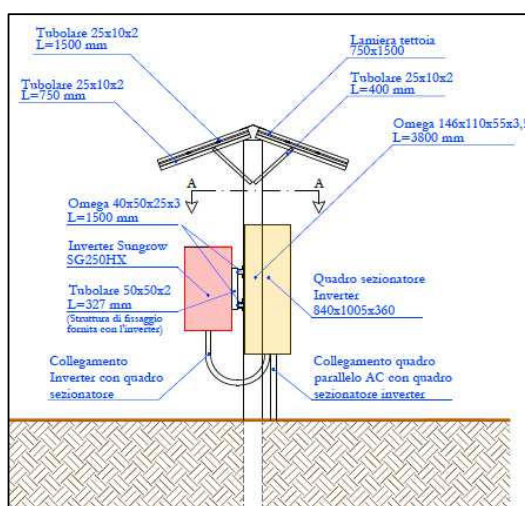 Tubolare 25x10x2
L=1500 mm
Tubolare 25x10x2
L=750 mm
Lamiera tettoia
750x1500
Tubolare 25x10x2
L=400 mm
Omega 146x110x55x3,5
L=3800 mm
A
A
Omega 40x50x25x3
L=1500 mm
Inverter Sungrow
SG250HX
Tubolare 50x50x2
L=327 mm
(Struttura di fissaggio
fornita con l'inverter)
Quadro sezionatore
Inverter
840x1005x360
Collegamento
Inverter con quadro
sezionatore
Collegamento quadro
parallelo AC con quadro
sezionatore inverter